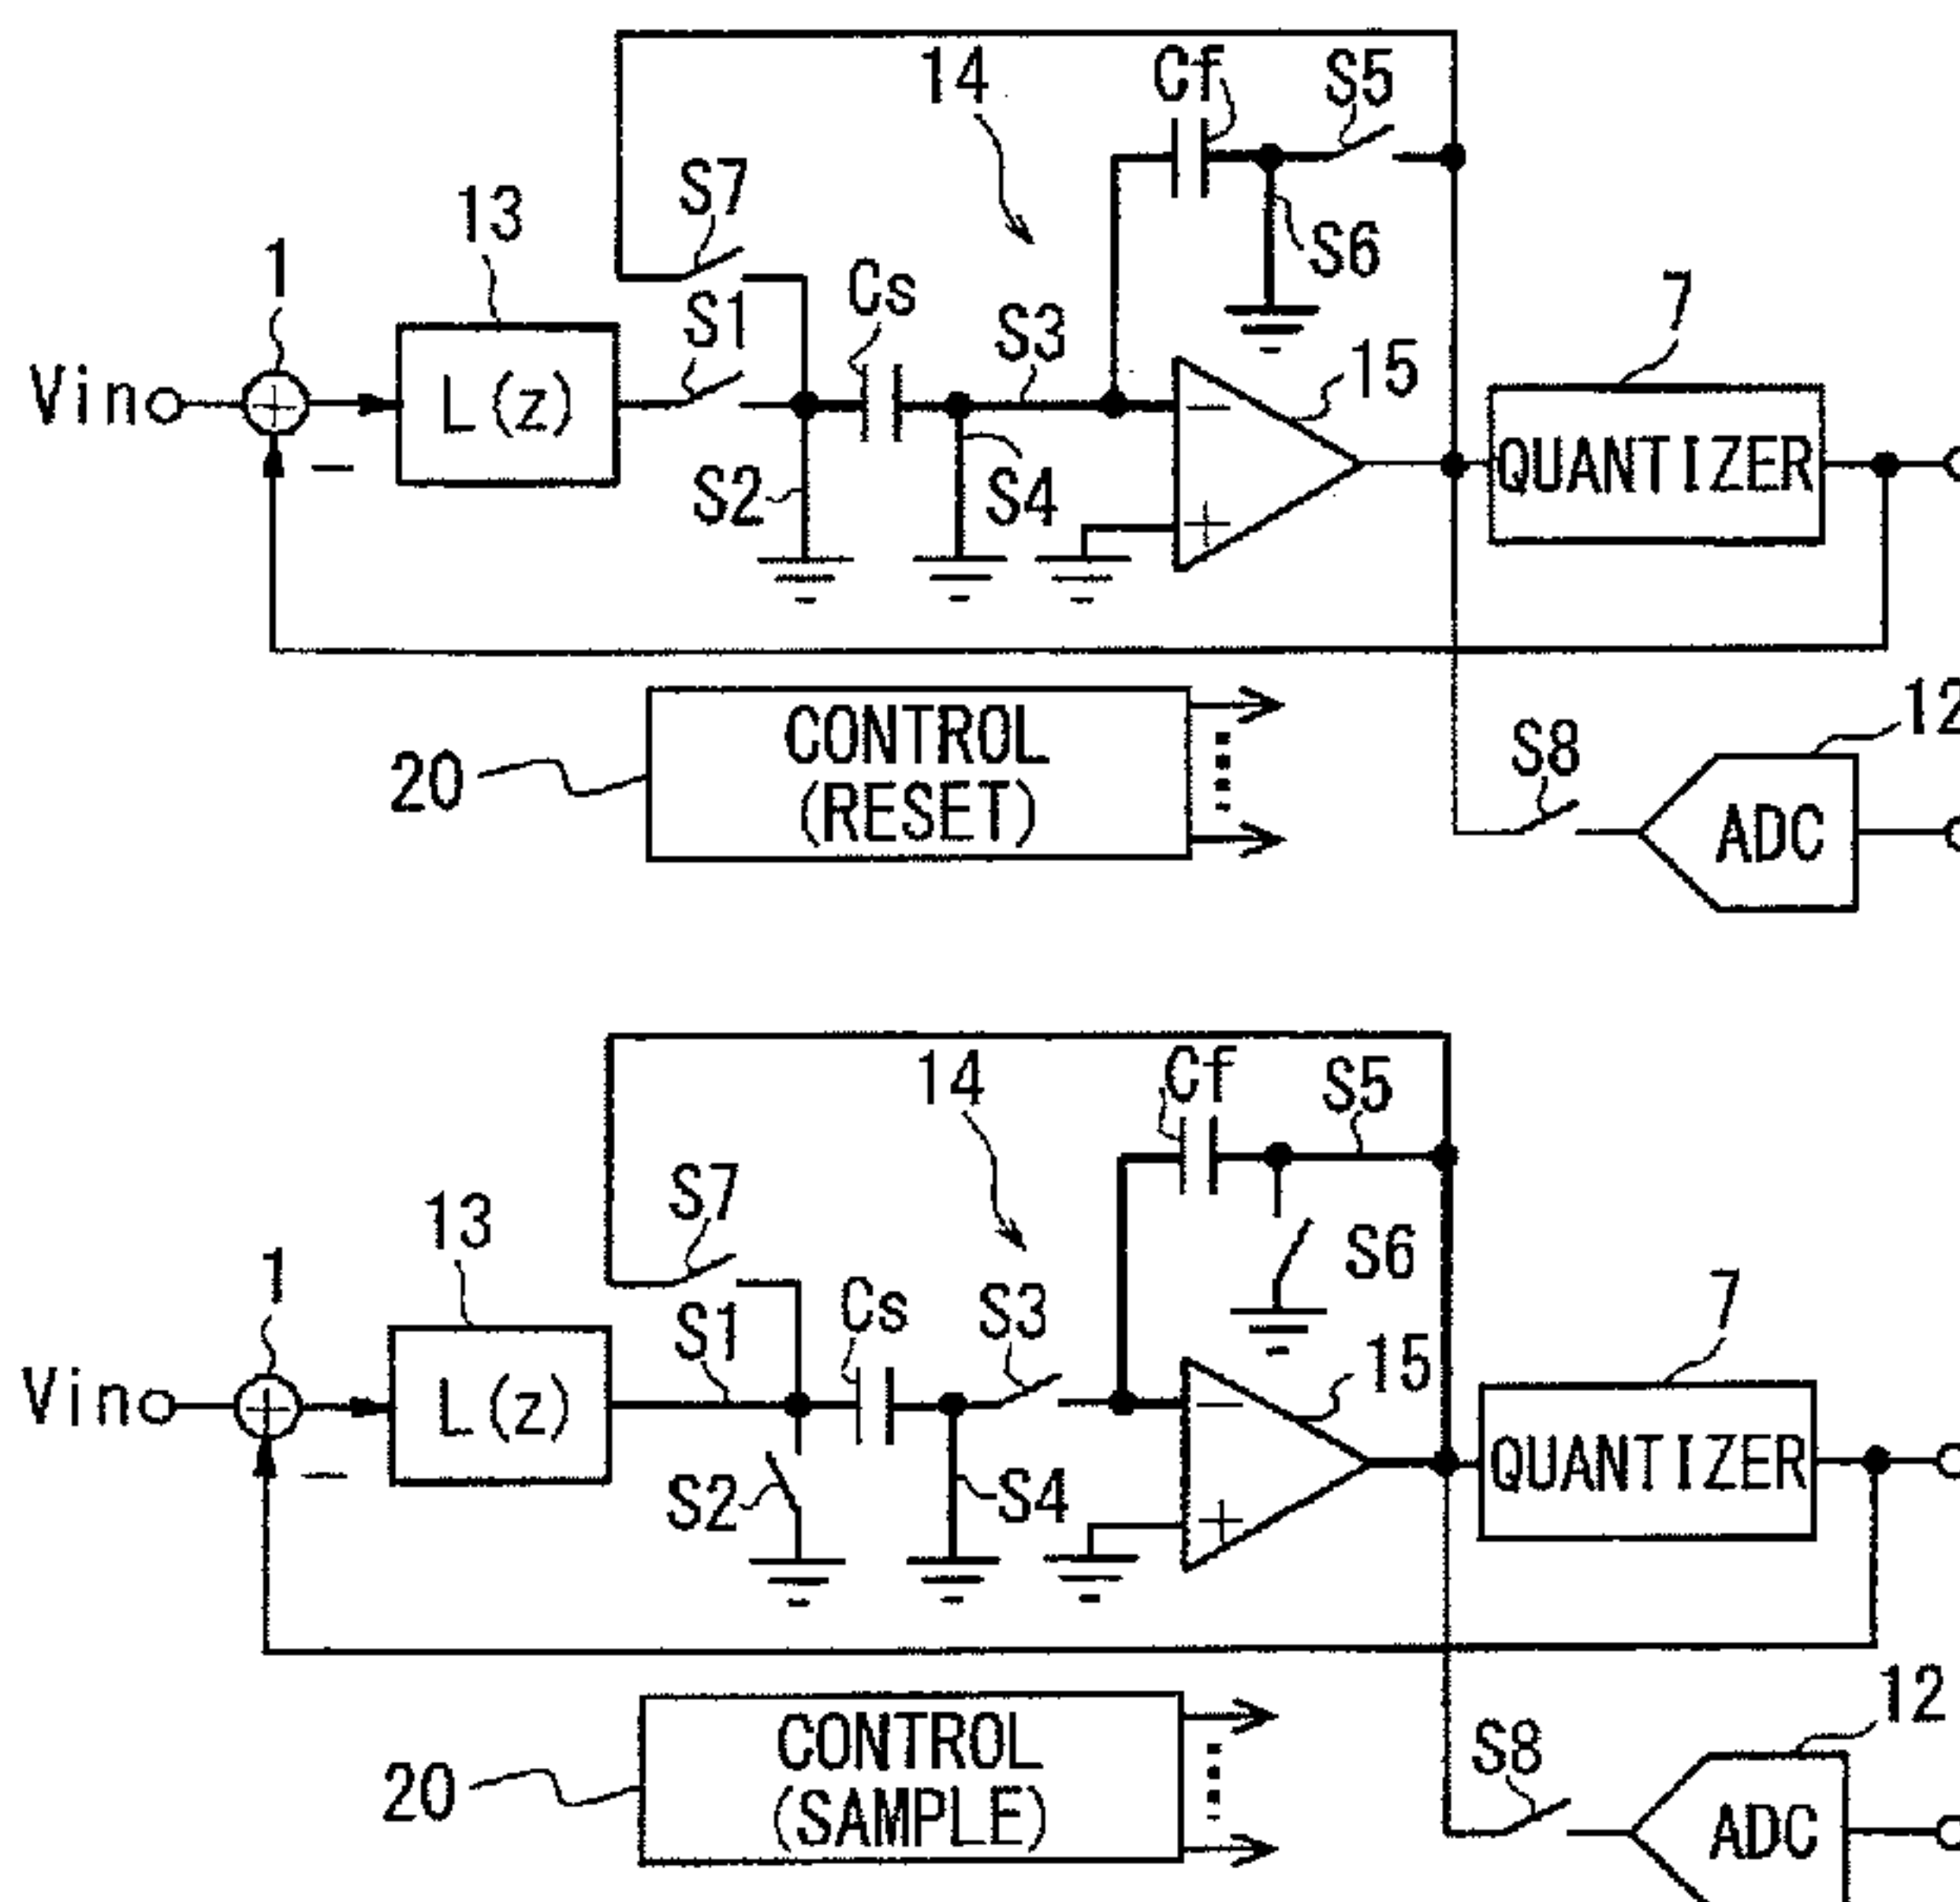 14
Cf
S5
S7
S6
13
1
Cs
S1
S3
7
15
Vin
+
L(z)
−
QUANTIZER
−
S2
S4
+
CONTROL
(RESET)
20
12
S8
ADC
14
Cf
S5
S7
13
S6
1
Cs
S3
7
S1
15
Vin
+
L(z)
−
QUANTIZER
−
S2
S4
+
12
CONTROL
(SAMPLE)
20
S8
ADC